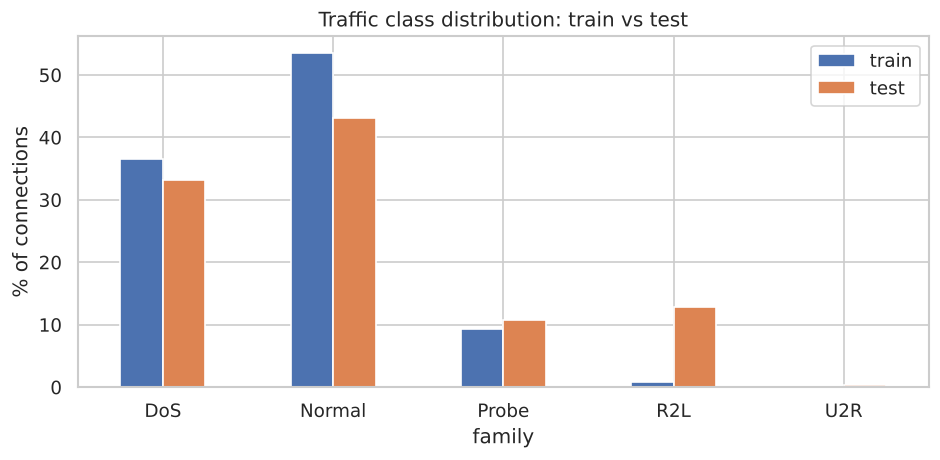 Traffic class distribution: train vs test
train
test
% of connections
50
40
30
20
10
0
DoS Normal Probe R2L U2R
family